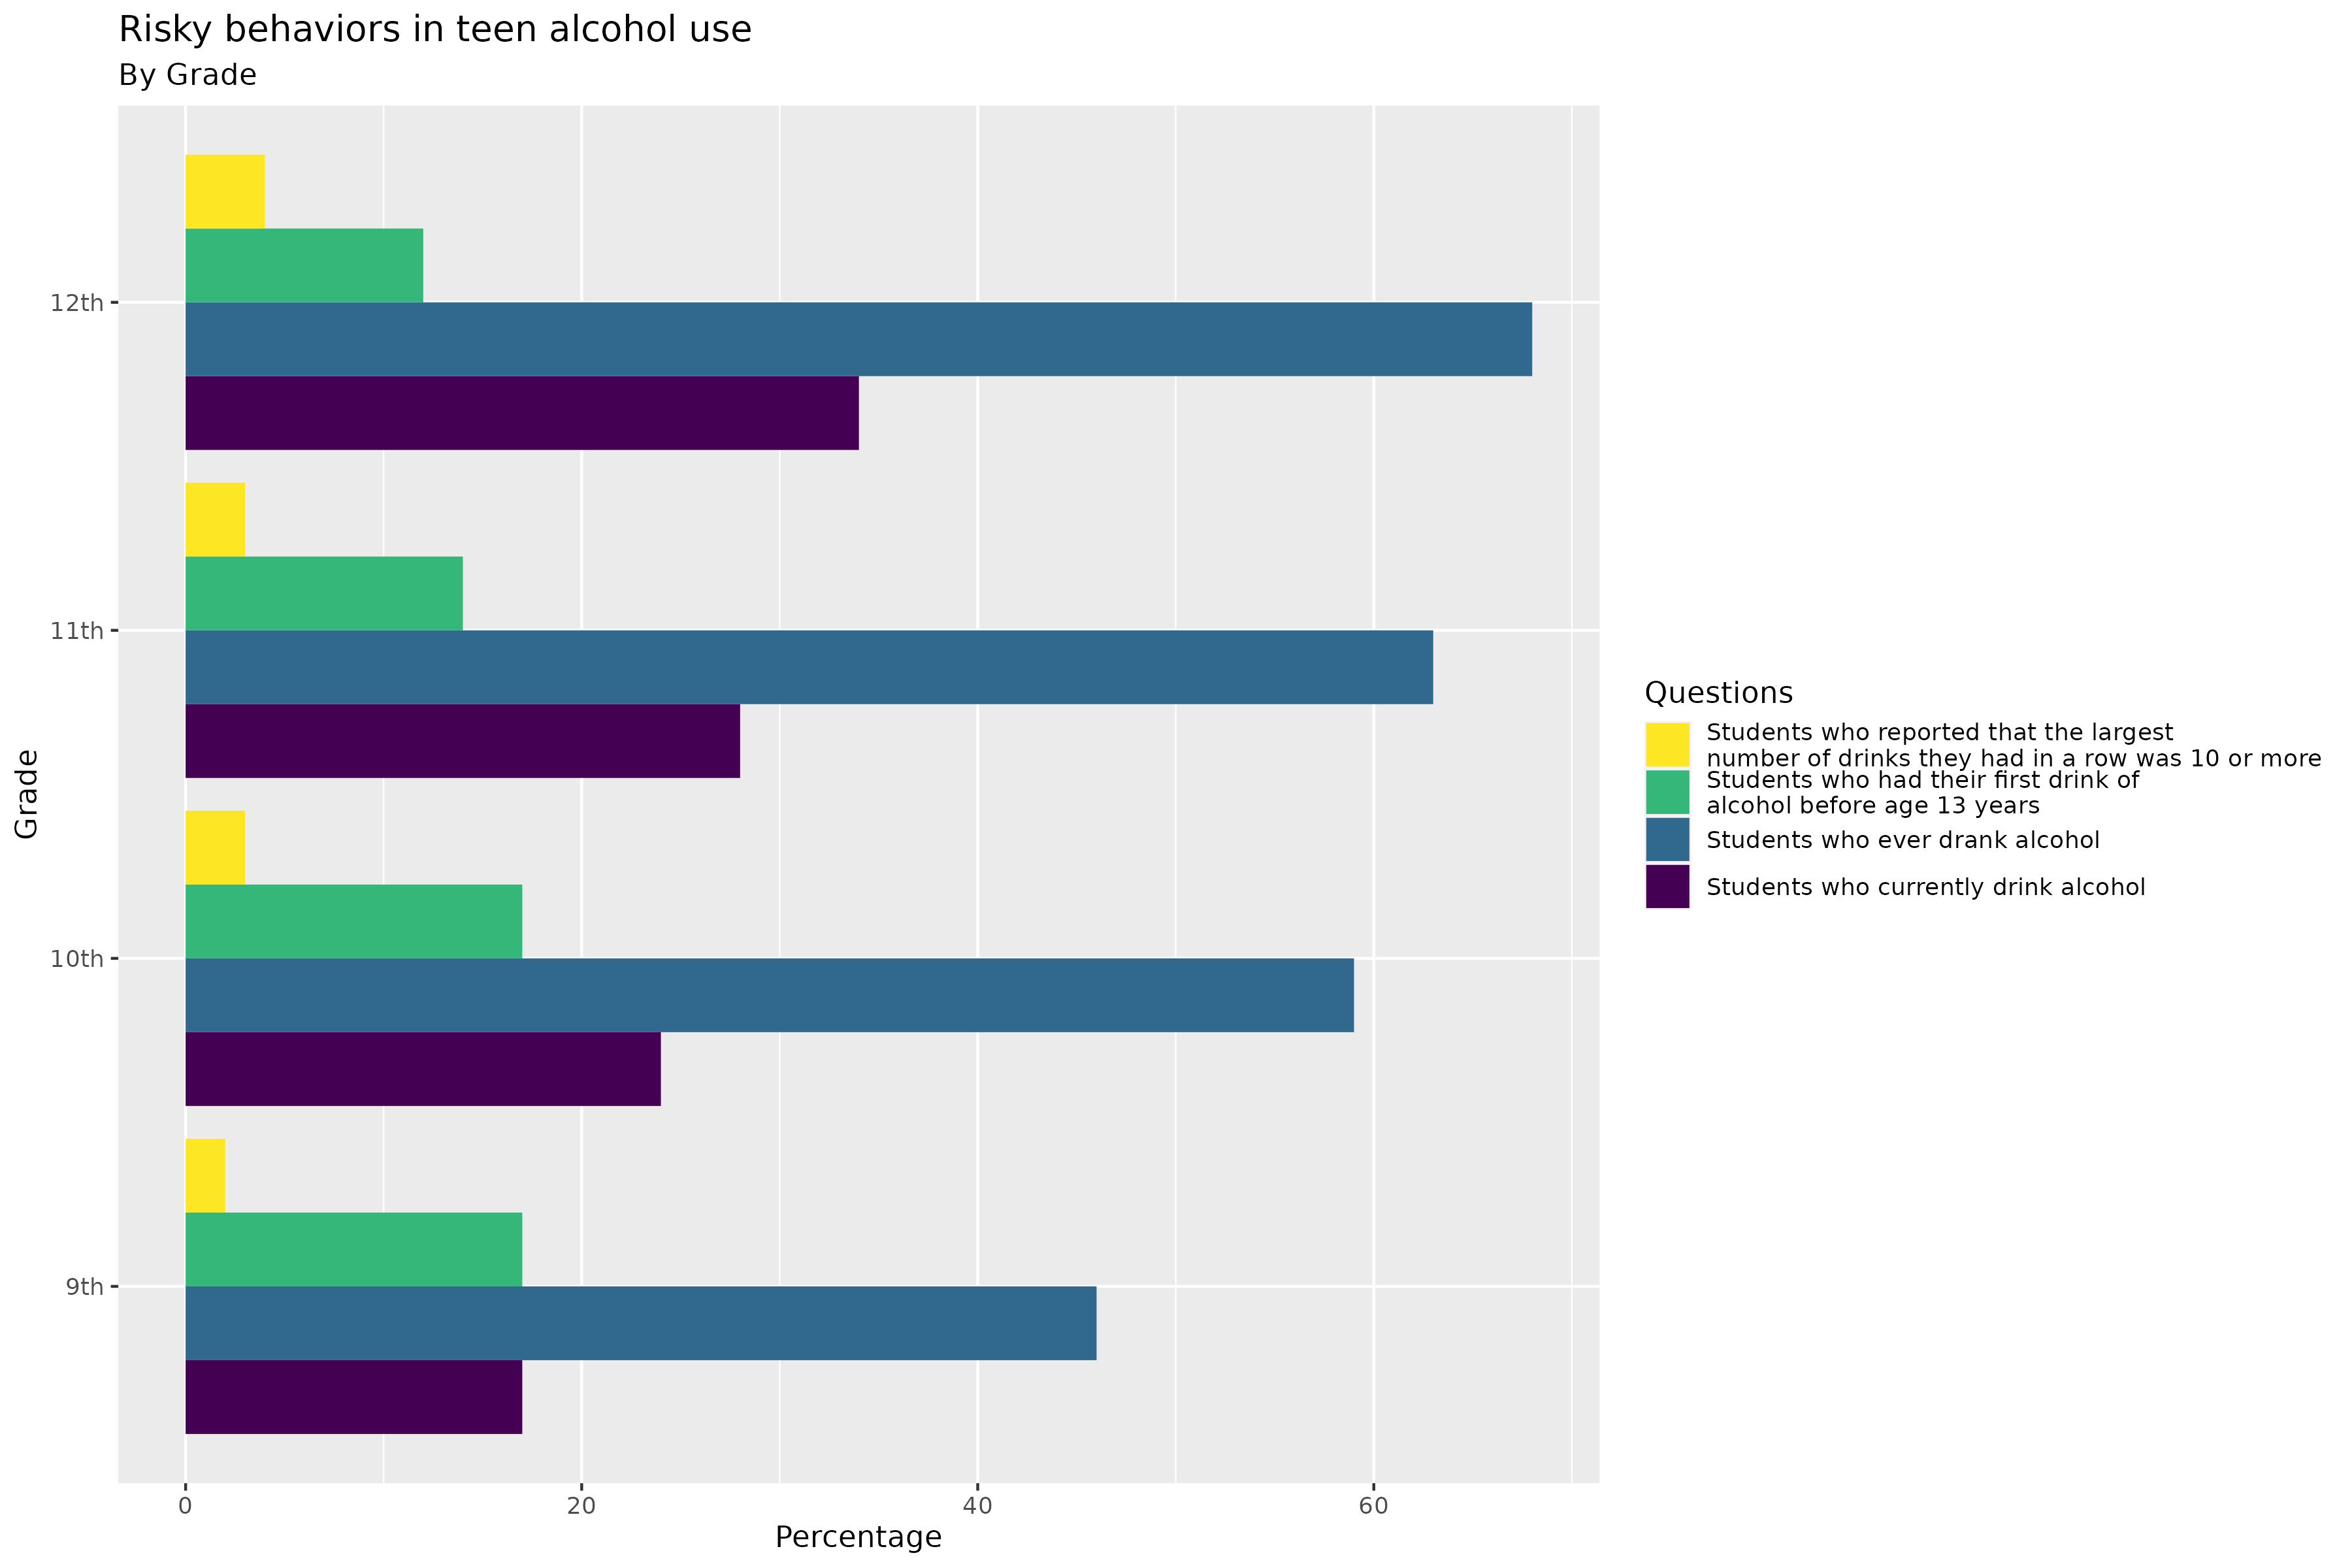 Risky behaviors in teen alcohol use
By Grade
Grade
12th
11th
10th
9th
0 20 40 60
Percentage
Questions
Students who reported that the largest
number of drinks they had in a row was 10 or more
Students who had their first drink of
alcohol before age 13 years
Students who ever drank alcohol
Students who currently drink alcohol